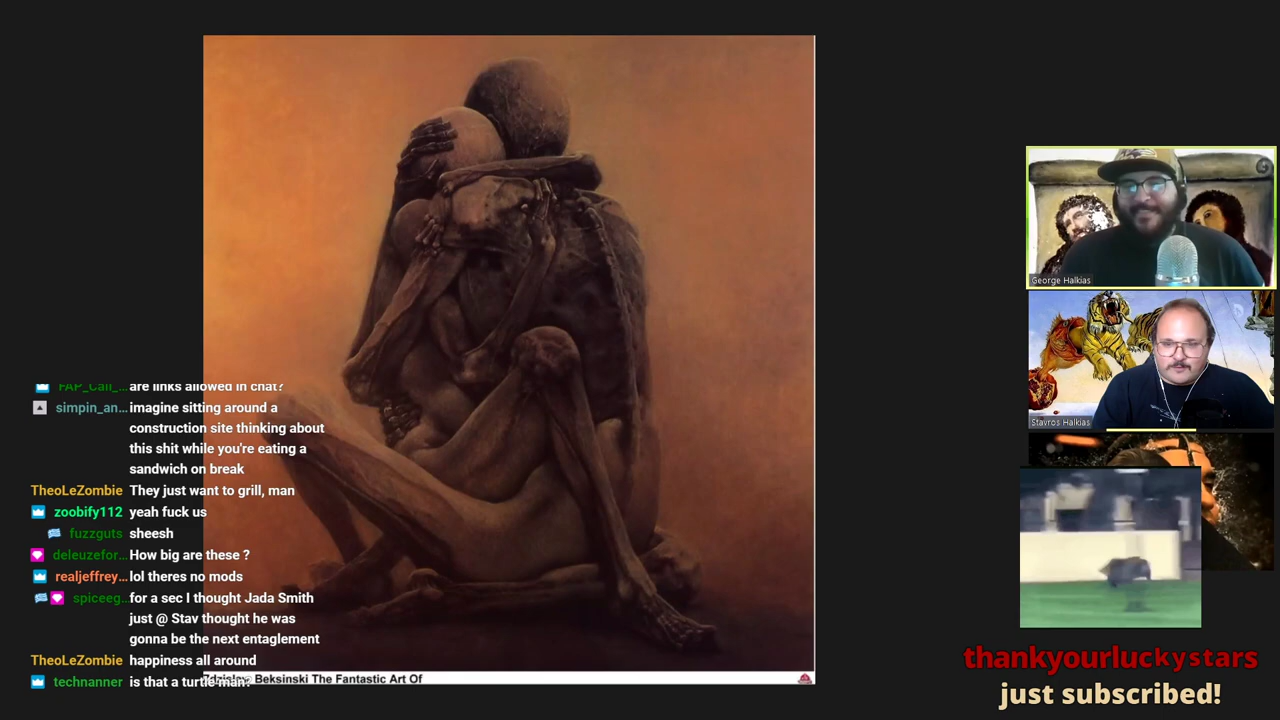 FAP_Call_... are links allowed in chat?
simpin_an... imagine sitting around a
construction site thinking about
this shit while you're eating a
sandwich on break
TheoLeZombie They just want to grill, man
zoobify112 yeah fuck us
fuzzguts sheesh
deleuzefor... How big are these ?
realjeffrey... lol theres no mods
spiceeg... for a sec I thought Jada Smith
just @ Stav thought he was
gonna be the next entaglement
TheoLeZombie happiness all around
technanner is that a turtle man?
Beksinski The Fantastic Art Of
George Halkias
Stavros Halkias
thankyourluckystars
just subscribed!